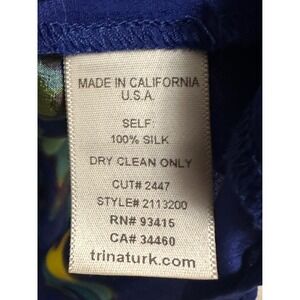 MADE IN CALIFORNIA
U.S.A.
SELF:
100% SILK
DRY CLEAN ONLY
CUT# 2447
STYLE# 2113200
RN# 93415
CA# 34460
trinaturk.com